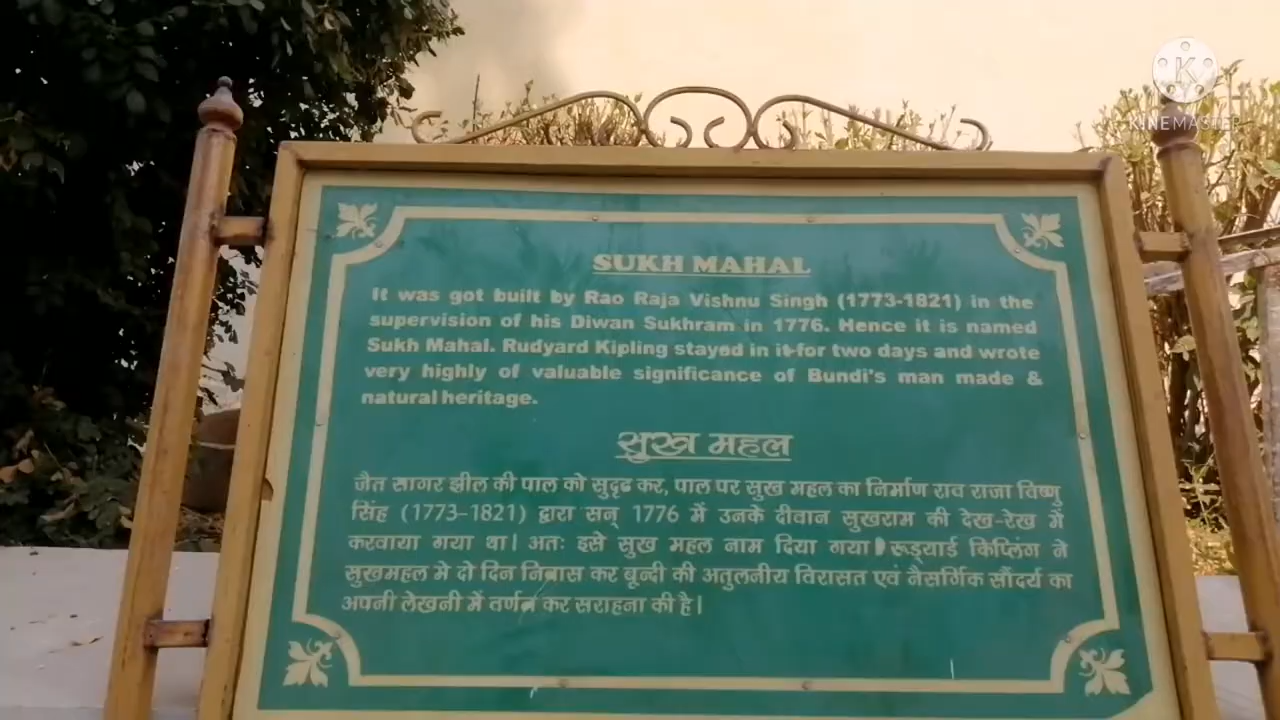 K
KINEMASTER
SUKH MAHAL
It was got built by Rao Raja Vishnu Singh (1773-1821) in the
supervision of his Diwan Sukhram in 1776. Hence it is named
Sukh Mahal. Rudyard Kipling stayed in it for two days and wrote
very highly of valuable significance of Bundi's man made &
natural heritage.
सुख महल
जैत सागर झील की पाल को सुदृढ कर, पाल पर सुख महल का निर्माण राव राजा विष्णु
सिंह (1773-1821) द्वारा सन् 1776 में उनके दीवान सुखराम की देख-रेख में
करवाया गया था। अतः इसे सुख महल नाम दिया गया। रूड्यार्ड किप्लिंग ने
सुखमहल मे दो दिन निवास कर बून्दी की अतुलनीय विरासत एवं नैसर्गिक सौंदर्य का
अपनी लेखनी में वर्णन कर सराहना की है।